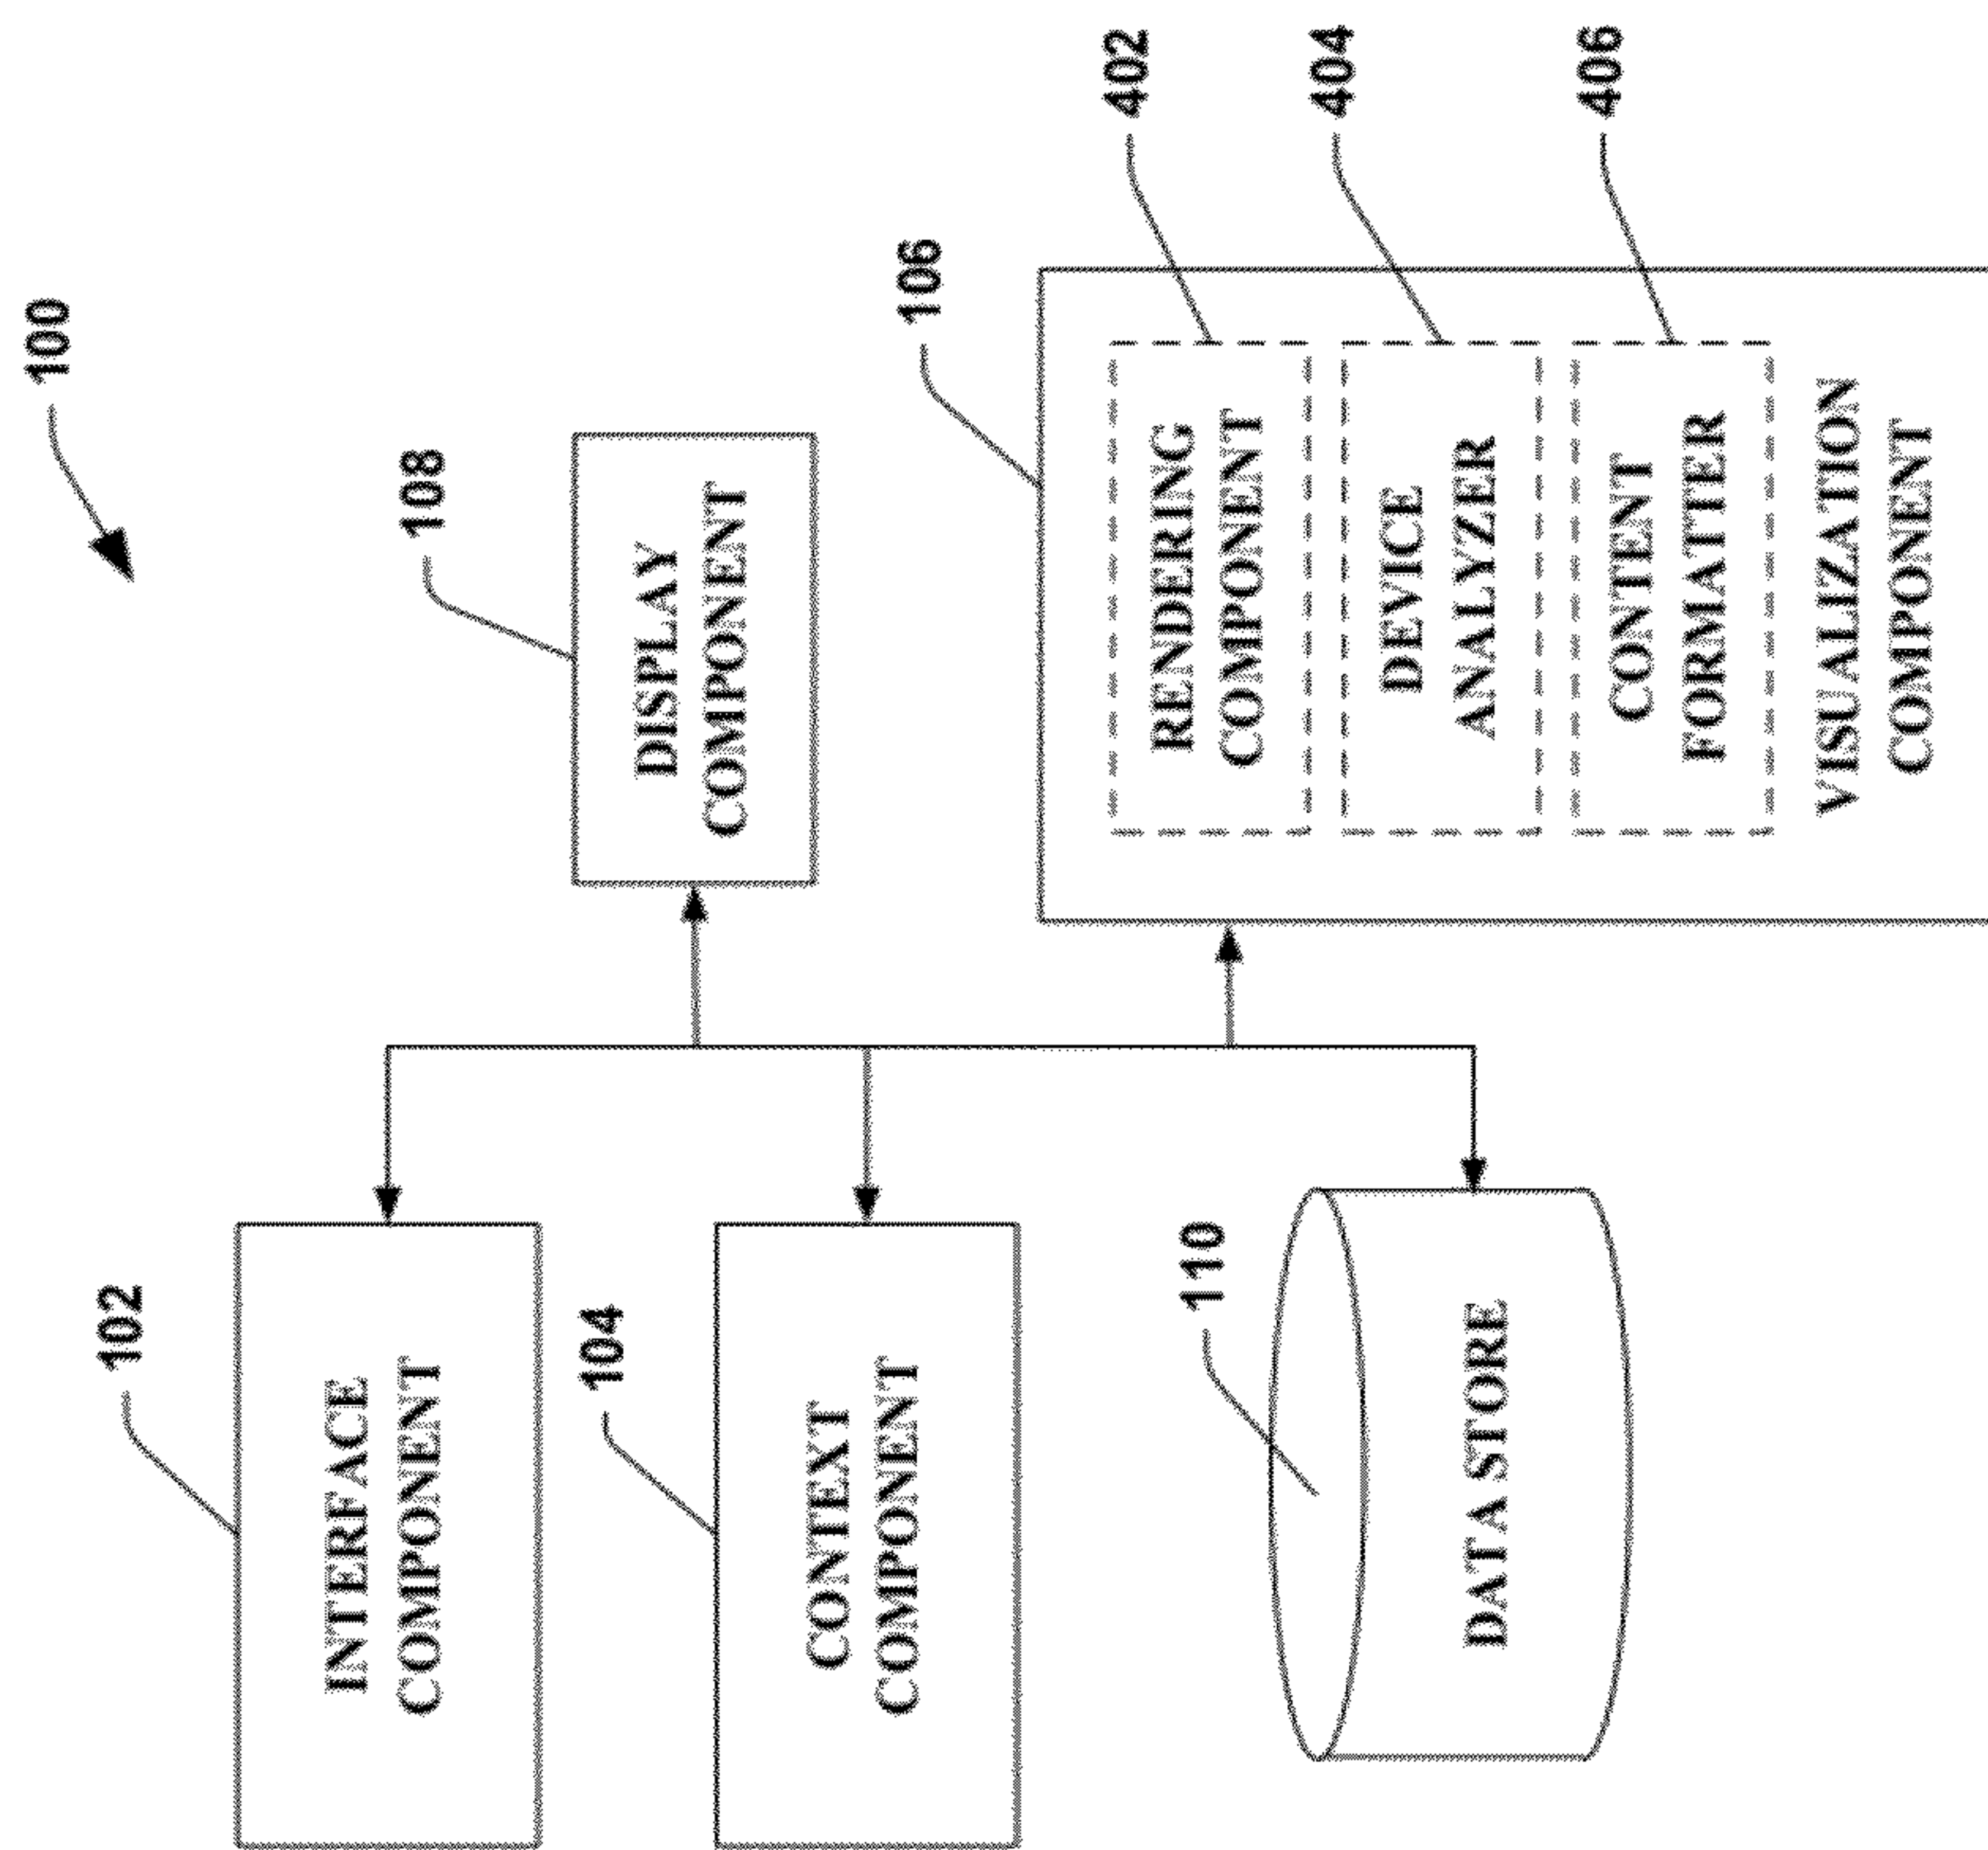 100
102
INTERFACE
COMPONENT
108
DISPLAY
COMPONENT
104
CONTEXT
COMPONENT
106
402
RENDERING
COMPONENT
404
DEVICE
ANALYZER
406
CONTENT
FORMATTER
VISUALIZATION
COMPONENT
110
DATA STORE